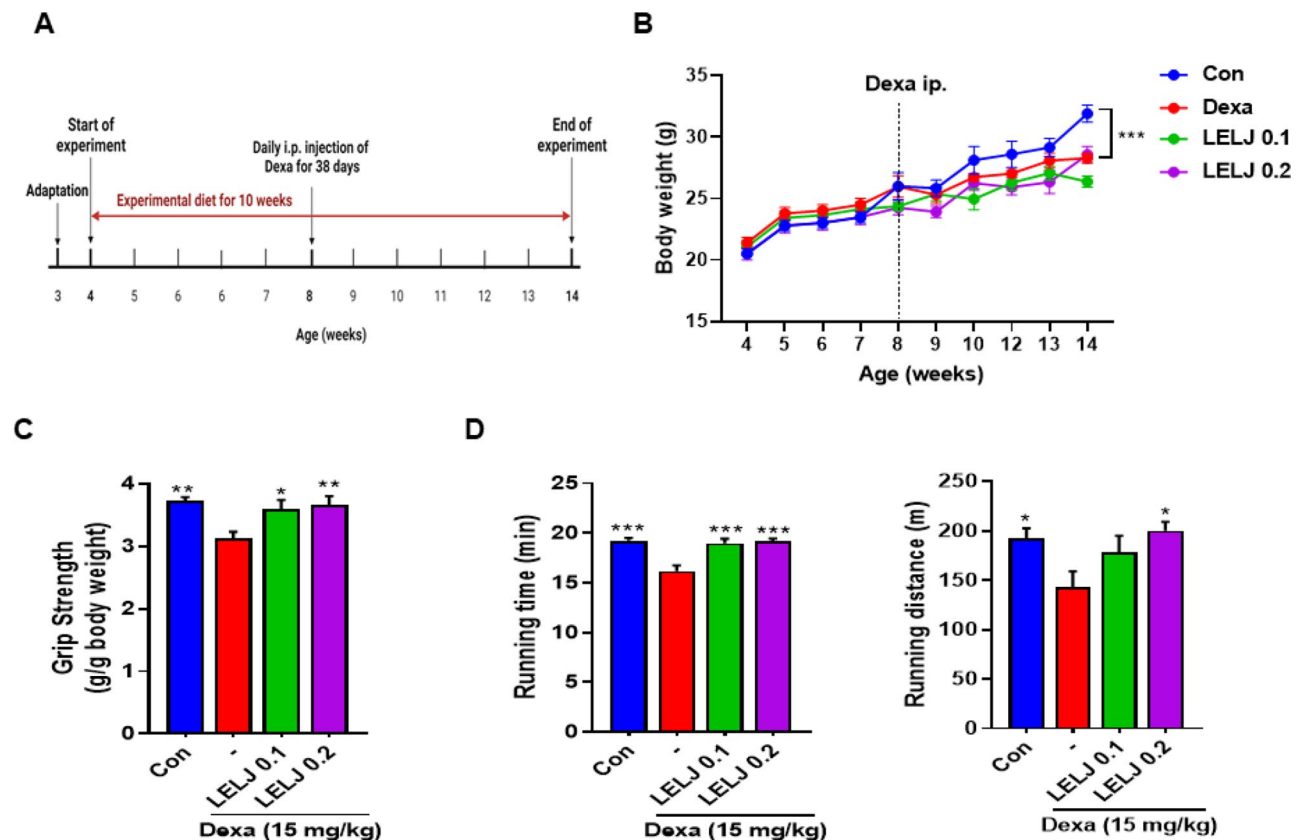 A
Start of
experiment
Daily i.p. injection of
Dexa for 38 days
End of
experiment
Adaptation
Experimental diet for 10 weeks
3 4 5 6 6 7 8 9 10 11 12 13 14
Age (weeks)
B
Dexa ip.
Body weight (g)
35
30
25
20
15
4 5 6 7 8 9 10 12 13 14
Age (weeks)
Con
Dexa
LELJ 0.1
LELJ 0.2
***
C
Grip Strength
(g/g body weight)
4
3
2
1
0
** * **
Con - LELJ 0.1 LELJ 0.2
Dexa (15 mg/kg)
D
Running time (min)
25
20
15
10
5
0
*** *** ***
Con - LELJ 0.1 LELJ 0.2
Dexa (15 mg/kg)
Running distance (m)
250
200
150
100
50
0
* *
Con - LELJ 0.1 LELJ 0.2
Dexa (15 mg/kg)